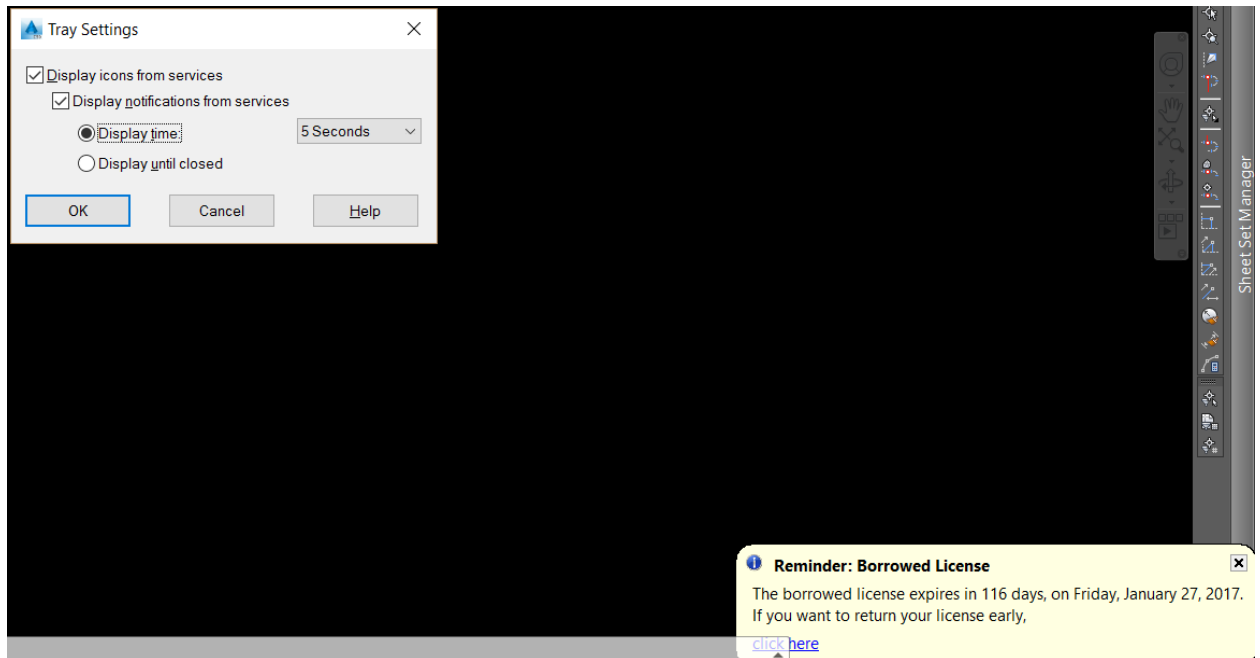 Tray Settings
Display icons from services
Display notifications from services
Display time:
5 Seconds
Display until closed
OK
Cancel
Help
Sheet Set Manager
Reminder: Borrowed License
The borrowed license expires in 116 days, on Friday, January 27, 2017.
If you want to return your license early,
click here